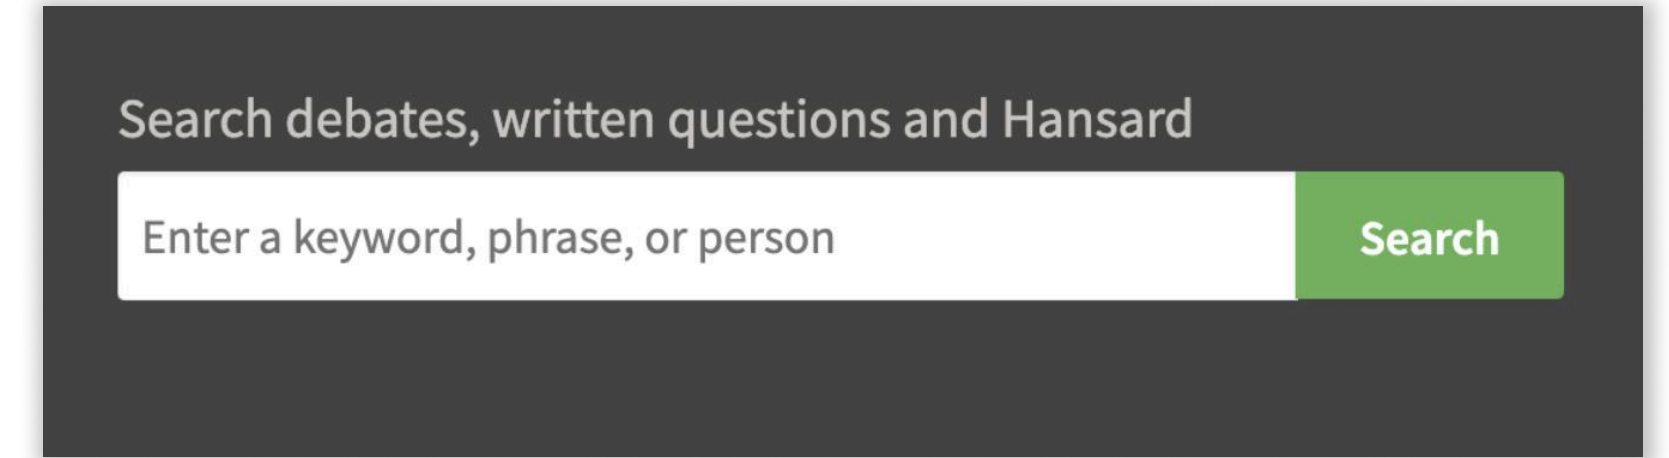 Search debates, written questions and Hansard
Enter a keyword, phrase, or person
Search